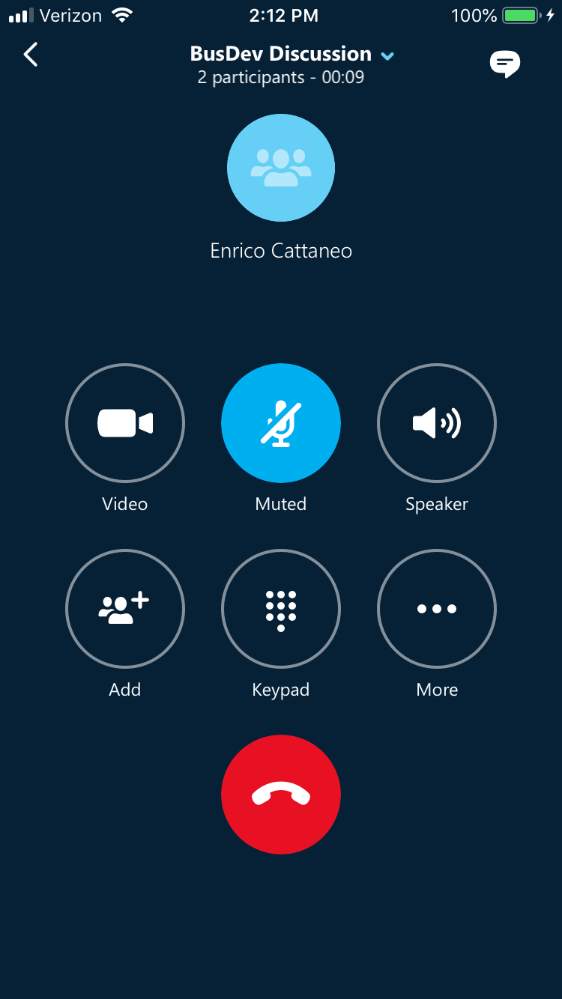 Verizon 2:12 PM 100%
BusDev Discussion
2 participants - 00:09
Enrico Cattaneo
Video Muted Speaker
Add Keypad More